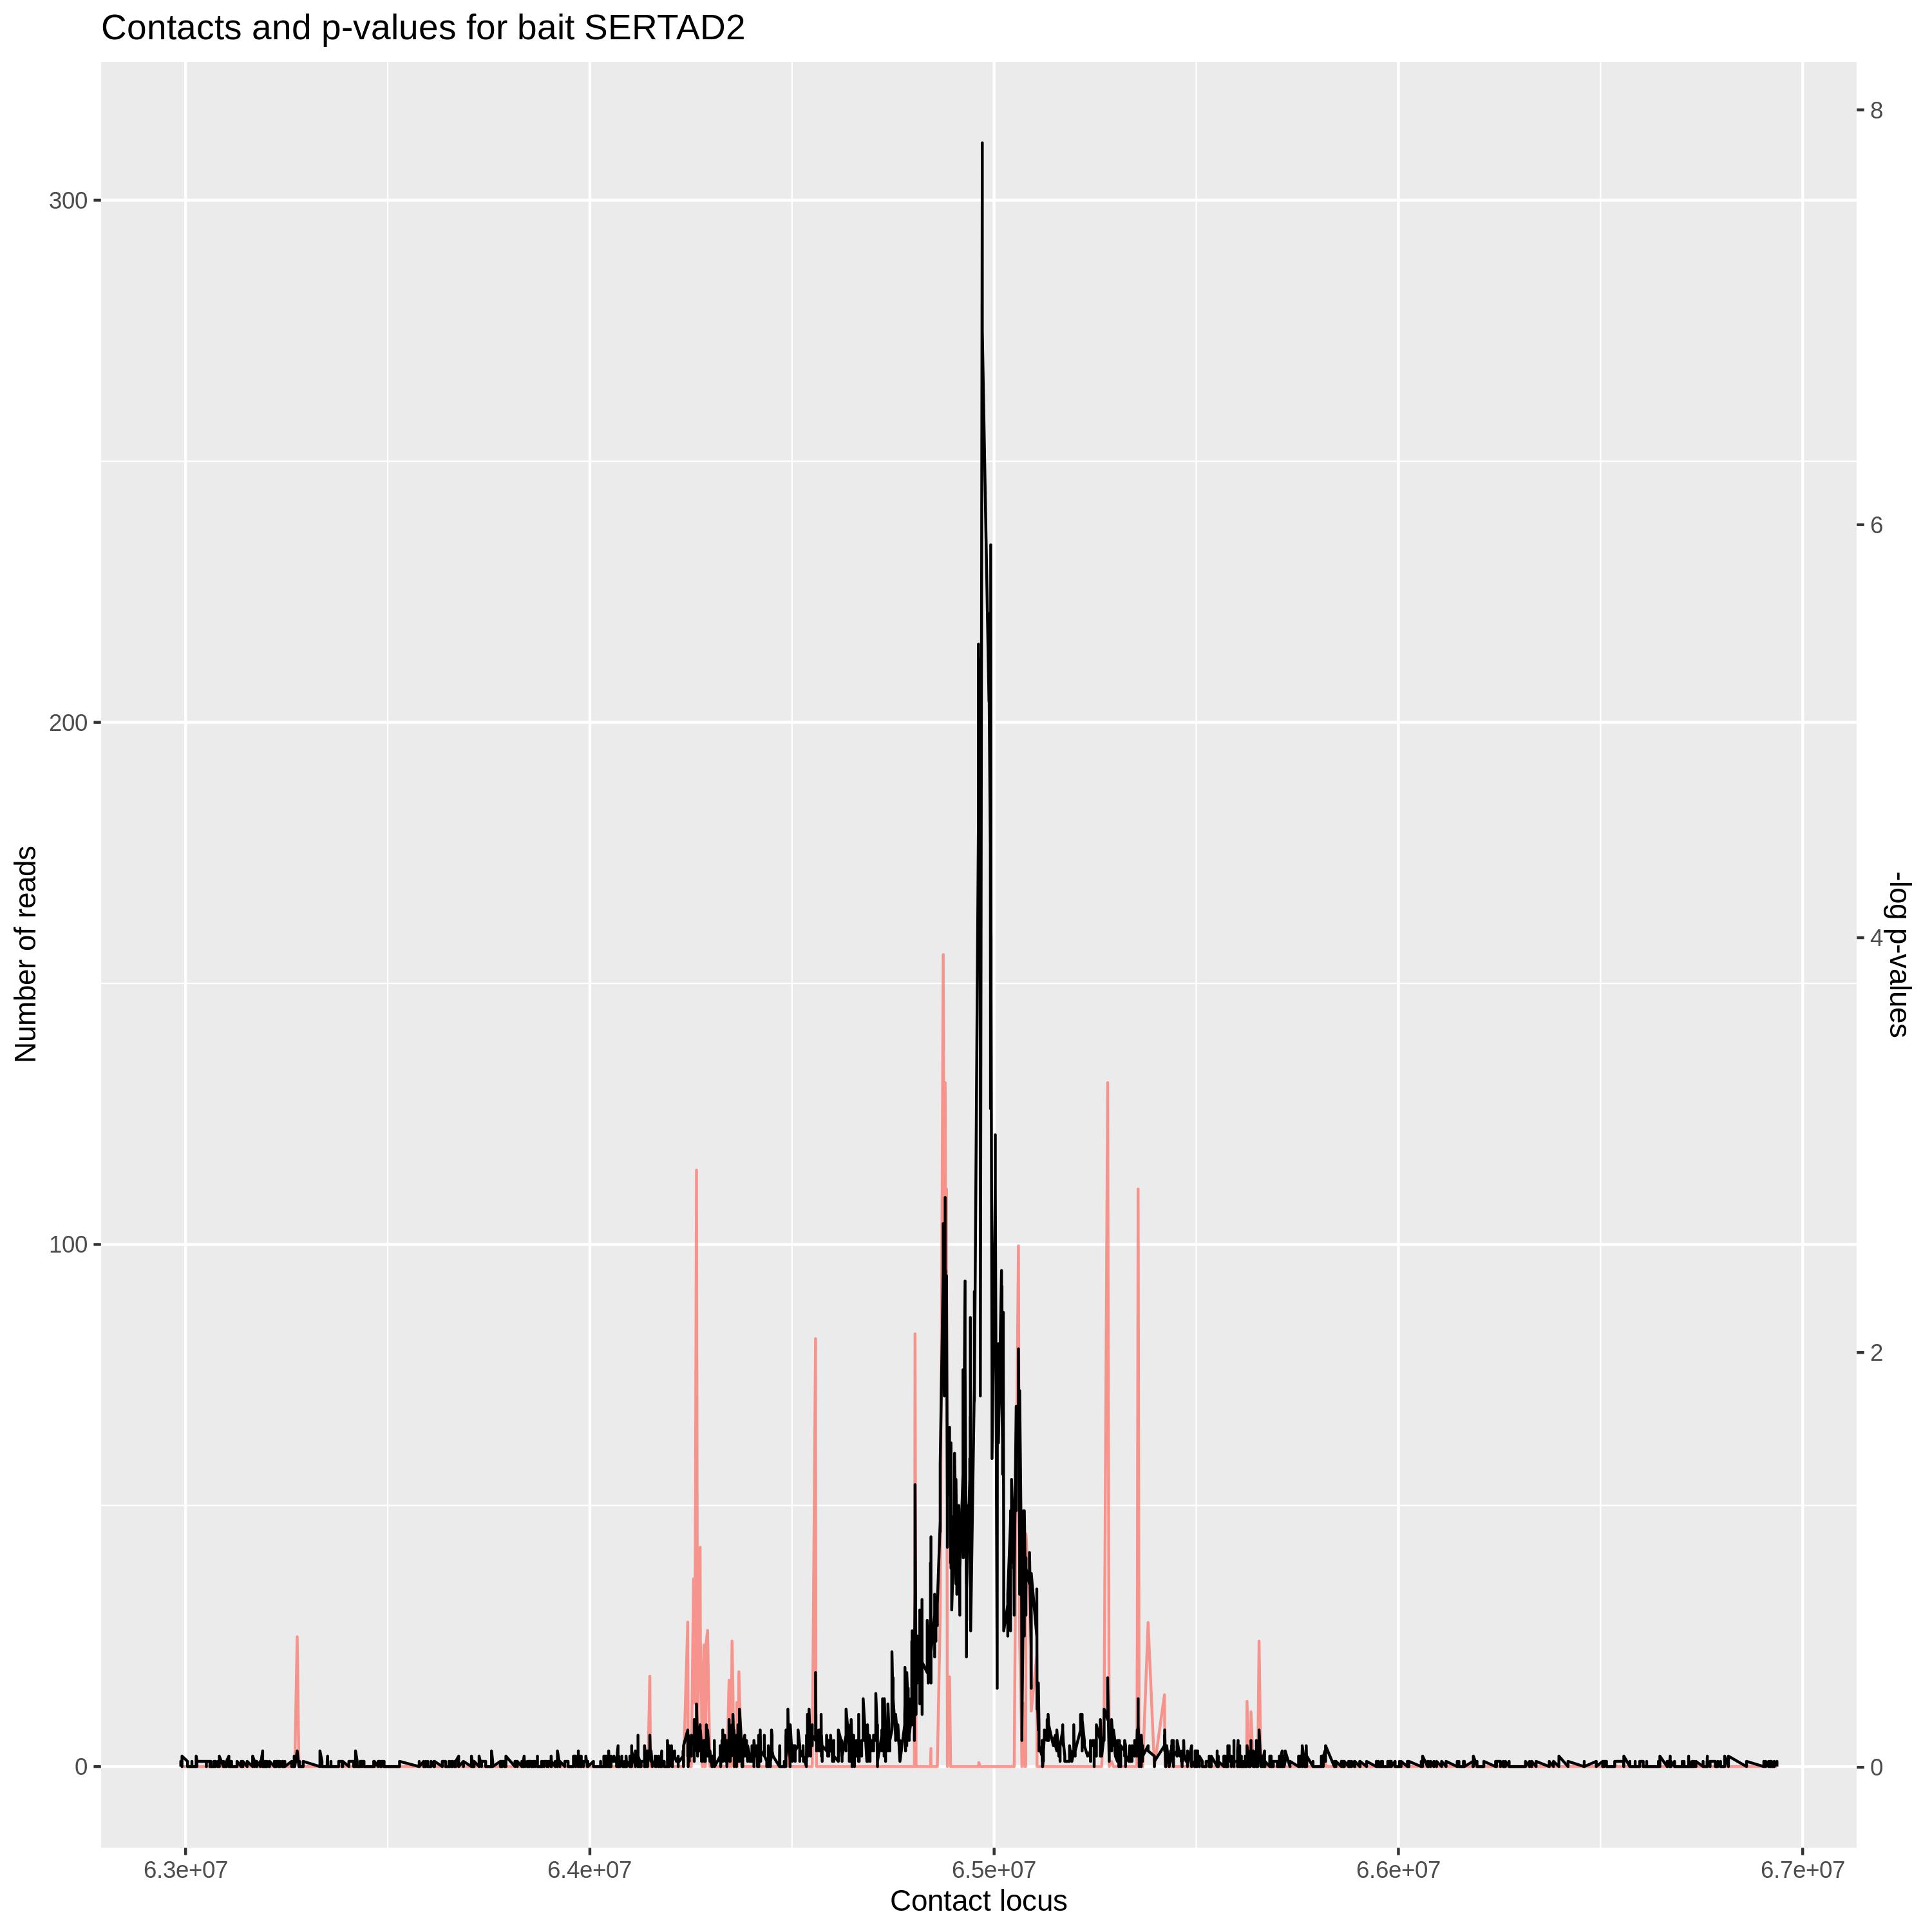 Contacts and p-values for bait SERTAD2
Number of reads
300
200
100
0
8
6
4
2
0
-log p-values
6.3e+07
6.4e+07
6.5e+07
6.6e+07
6.7e+07
Contact locus